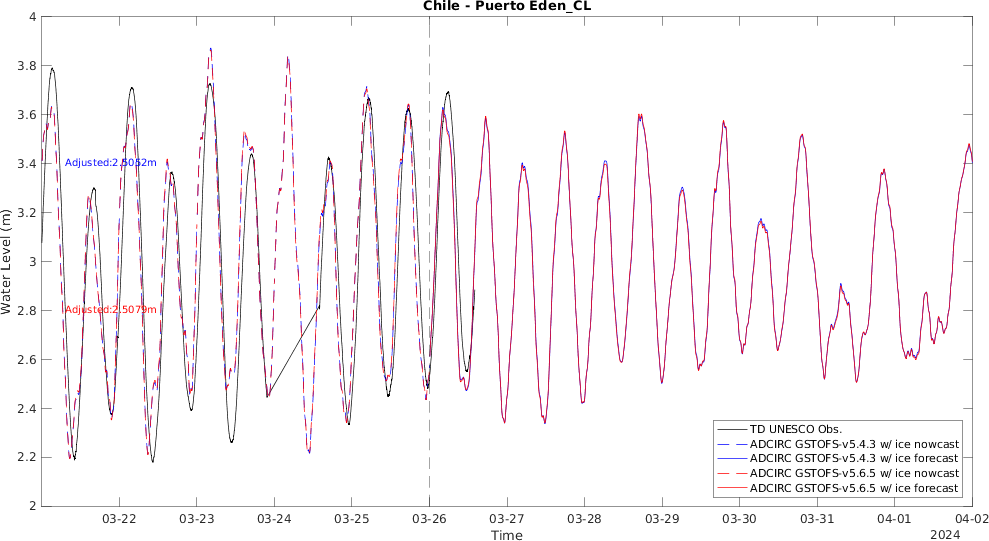 Chile - Puerto Eden_CL
4
3.8
3.6
3.4
3.2
3
2.8
2.6
2.4
2.2
2
Water Level (m)
Adjusted:2.5052m
Adjusted:2.5079m
TD UNESCO Obs.
ADCIRC GSTOFS-v5.4.3 w/ ice nowcast
ADCIRC GSTOFS-v5.4.3 w/ ice forecast
ADCIRC GSTOFS-v5.6.5 w/ ice nowcast
ADCIRC GSTOFS-v5.6.5 w/ ice forecast
03-22 03-23 03-24 03-25 03-26 03-27 03-28 03-29 03-30 03-31 04-01 04-02
Time
2024